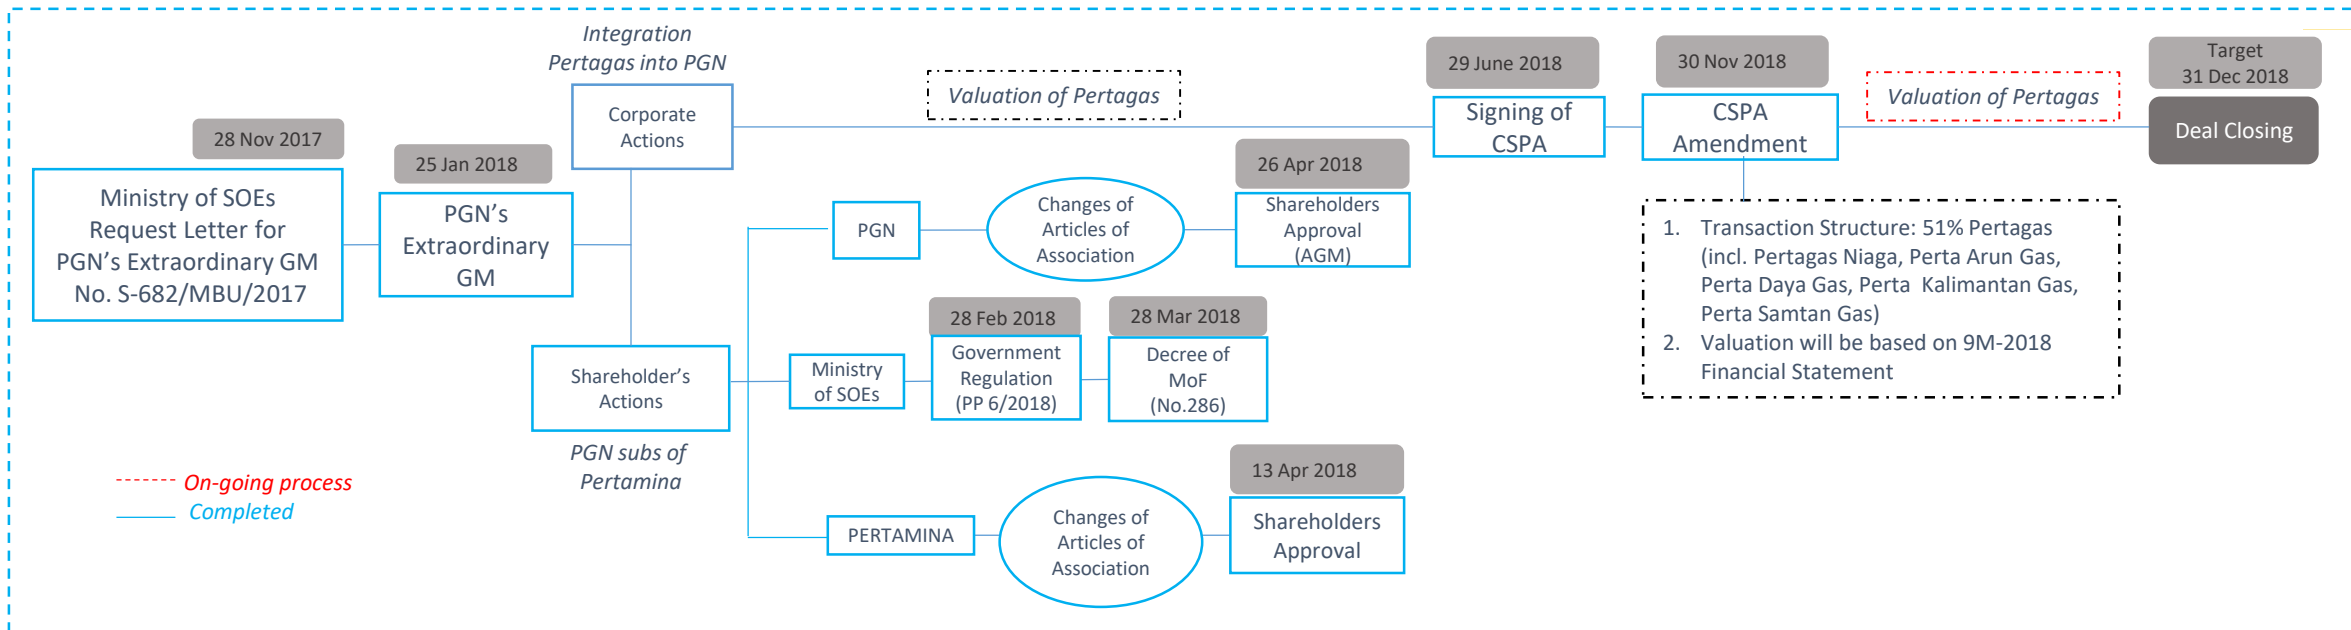 Integration
Pertagas into PGN
28 Nov 2017
Ministry of SOEs
Request Letter for
PGN’s Extraordinary GM
No. S-682/MBU/2017
25 Jan 2018
PGN’s
Extraordinary
GM
Corporate
Actions
Valuation of Pertagas
29 June 2018
Signing of
CSPA
30 Nov 2018
CSPA
Amendment
Valuation of Pertagas
Target
31 Dec 2018
Deal Closing
1. Transaction Structure: 51% Pertagas
(incl. Pertagas Niaga, Perta Arun Gas,
Perta Daya Gas, Perta Kalimantan Gas,
Perta Samtan Gas)
2. Valuation will be based on 9M-2018
Financial Statement
Shareholder’s
Actions
PGN subs of
Pertamina
PGN
Changes of
Articles of
Association
26 Apr 2018
Shareholders
Approval
(AGM)
Ministry
of SOEs
28 Feb 2018
Government
Regulation
(PP 6/2018)
28 Mar 2018
Decree of
MoF
(No.286)
PERTAMINA
Changes of
Articles of
Association
13 Apr 2018
Shareholders
Approval
On-going process
Completed